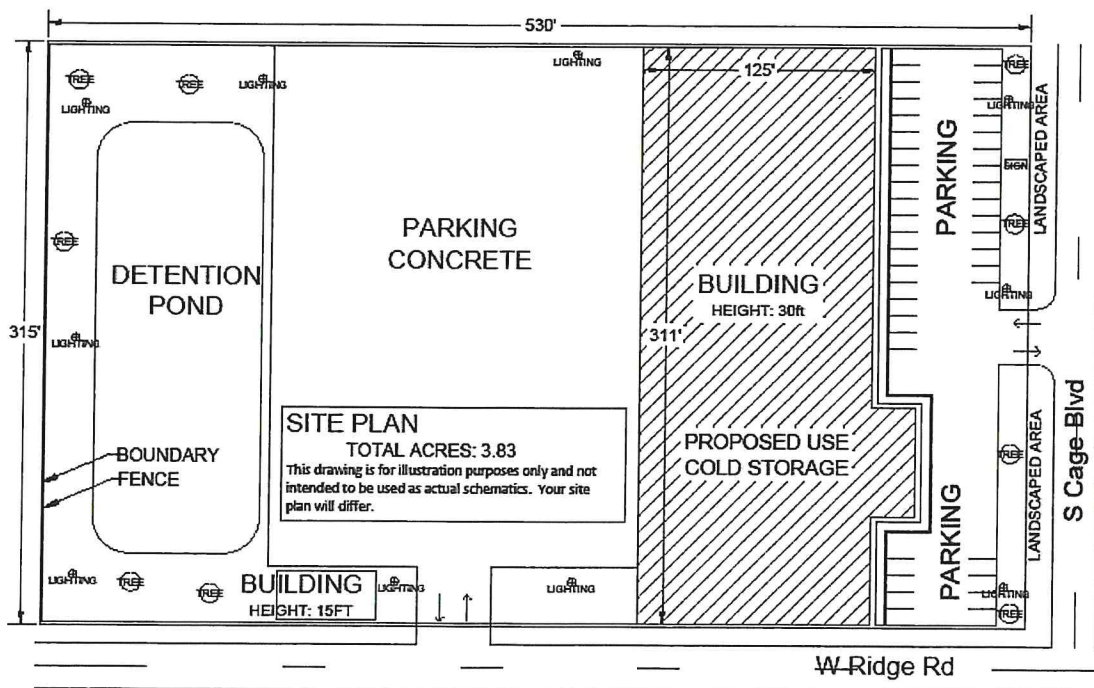 530'
TREE
TREE
LIGHTING
LIGHTING
LIGHTING
125'
TREE
LIGHTING
SIGN
TREE
LIGHTING
LANDSCAPED AREA
PARKING
PARKING
CONCRETE
TREE
DETENTION
POND
BUILDING
HEIGHT: 30ft
315'
LIGHTING
311'
SITE PLAN
TOTAL ACRES: 3.83
This drawing is for illustration purposes only and not
intended to be used as actual schematics. Your site
plan will differ.
PROPOSED USE
COLD STORAGE
BOUNDARY
FENCE
TREE
LANDSCAPED AREA
S Cage Blvd
PARKING
LIGHTING
TREE
TREE
BUILDING
HEIGHT: 15FT
LIGHTING
LIGHTING
LIGHTING
TREE
W Ridge Rd